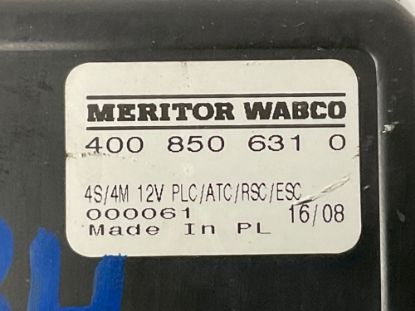 MERITOR WABCO
400 850 631 0
4S/4M 12V PLC/ATC/RSC/ESC
000061 16/08
Made In PL